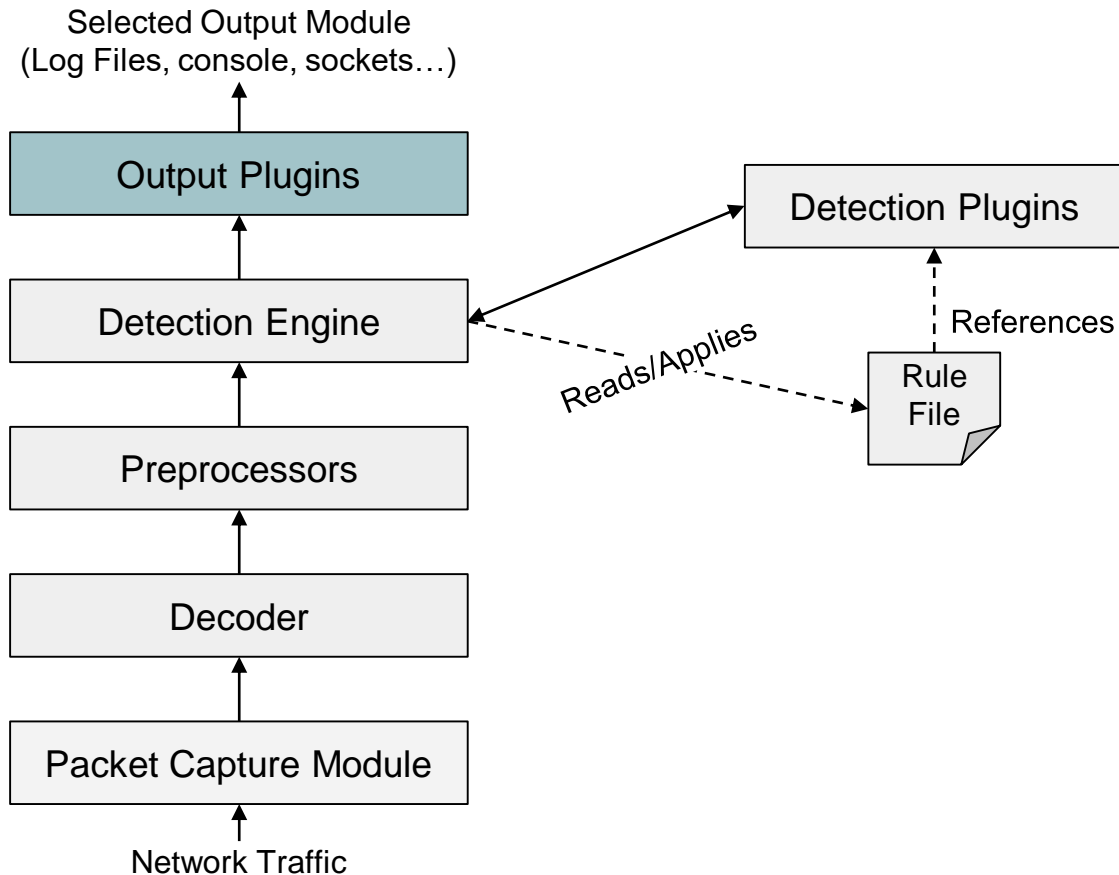 Selected Output Module
(Log Files, console, sockets…)
Output Plugins
Detection Plugins
Detection Engine
References
Reads/Applies
Rule
File
Preprocessors
Decoder
Packet Capture Module
Network Traffic